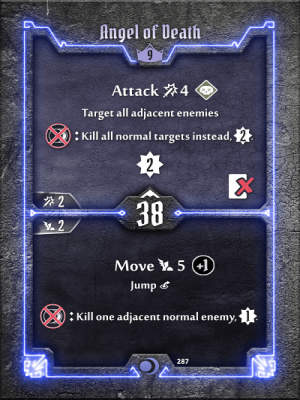 Angel of Death
9
Attack 4
Target all adjacent enemies
: Kill all normal targets instead, 2.
2
2
38
2
Move 5 +1
Jump
: Kill one adjacent normal enemy, 1.
287